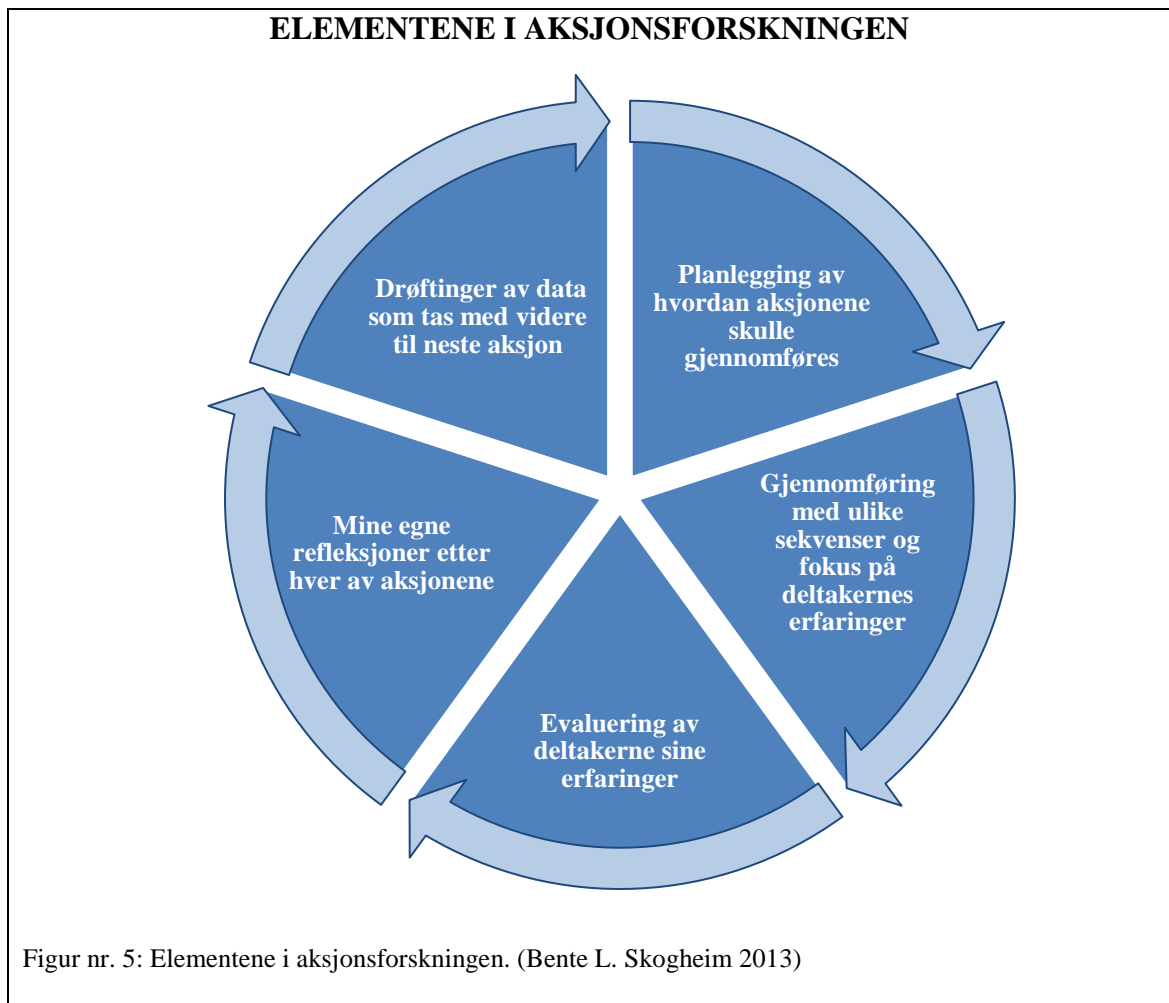 ELEMENTENE I AKSJONSFORSKNINGEN
Planlegging av
hvordan aksjonene
skulle
gjennomføres
Gjennomføring
med ulike
sekvenser og
fokus på
deltakernes
erfaringer
Evaluering av
deltakerne sine
erfaringer
Mine egne
refleksjoner etter
hver av aksjonene
Drøftinger av data
som tas med videre
til neste aksjon
Figur nr. 5: Elementene i aksjonsforskningen. (Bente L. Skogheim 2013)